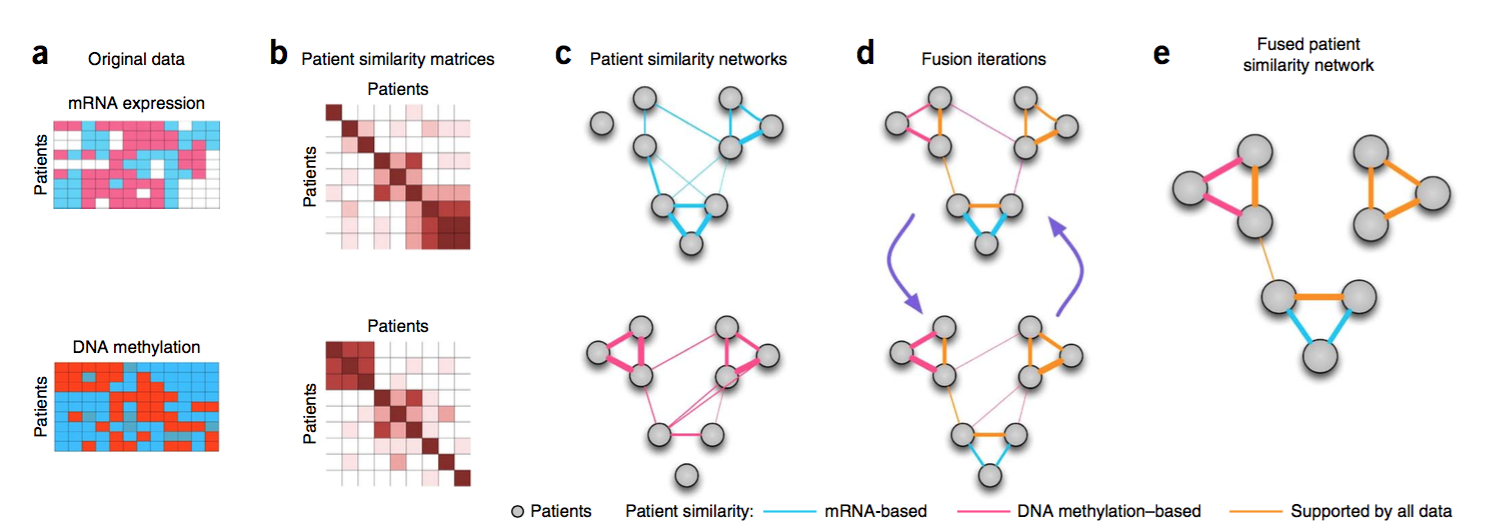 a
Original data
mRNA expression
Patients
DNA methylation
Patients
b
Patient similarity matrices
Patients
Patients
Patients
Patients
c
Patient similarity networks
d
Fusion iterations
e
Fused patient
similarity network
Patients
Patient similarity:
mRNA-based
DNA methylation–based
Supported by all data